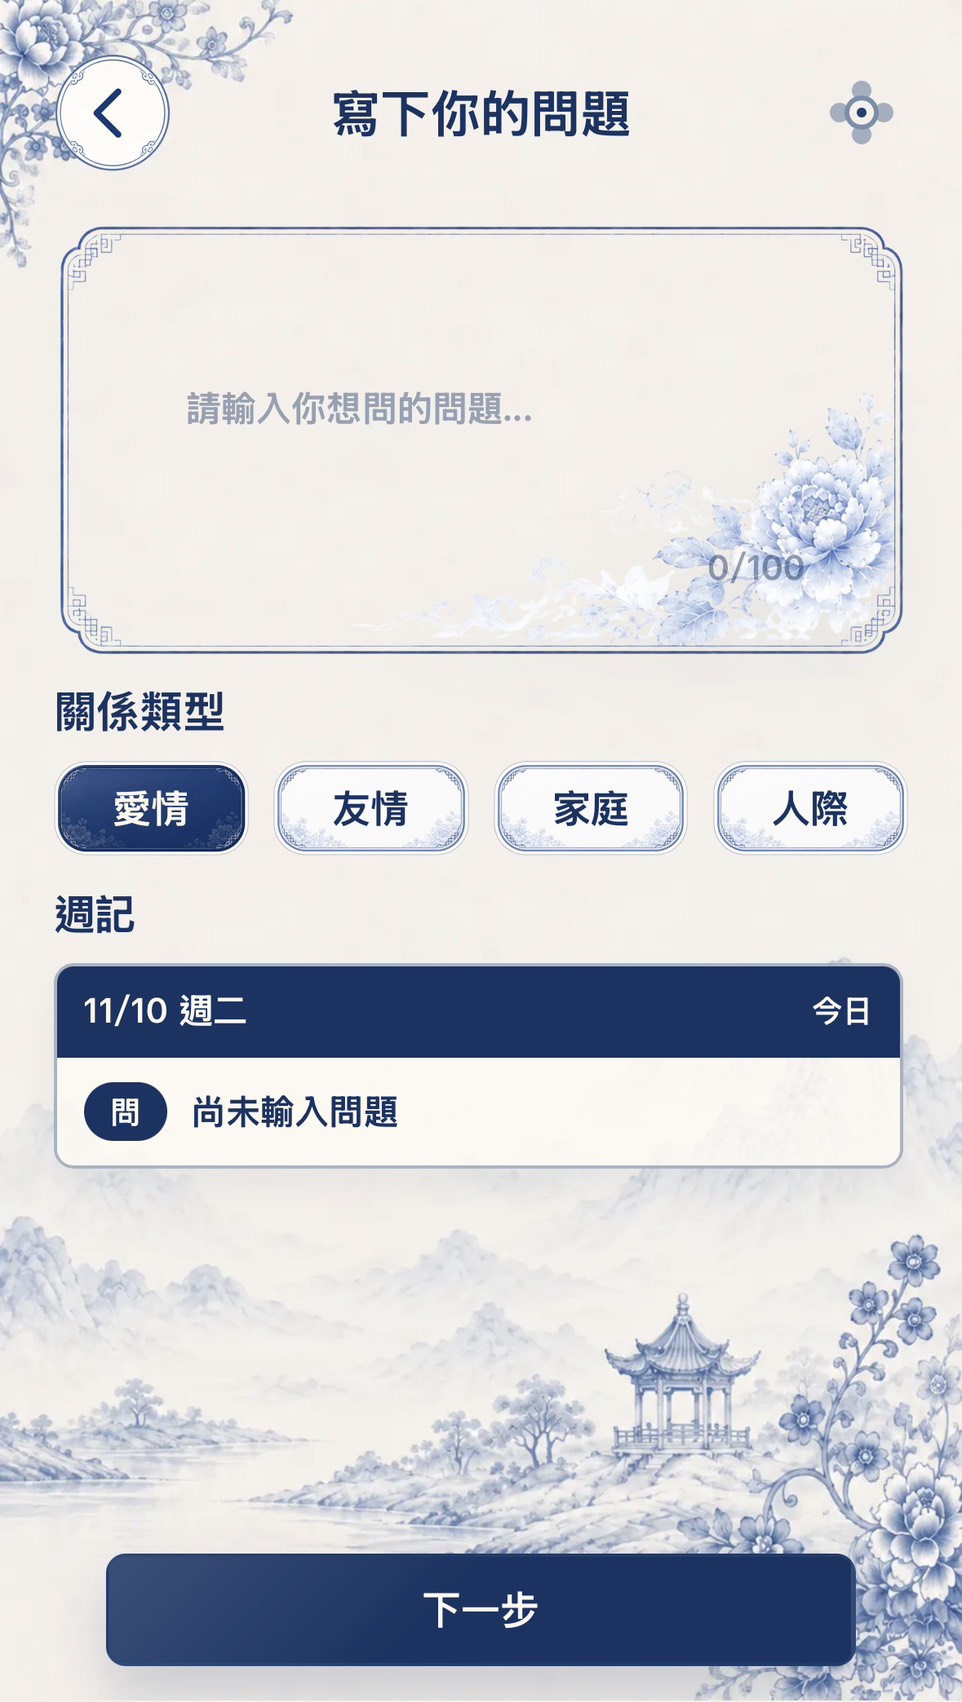 寫下你的問題
請輸入你想問的問題...
0/100
關係類型
愛情 友情 家庭 人際
週記
11/10 週二 今日
問 尚未輸入問題
下一步